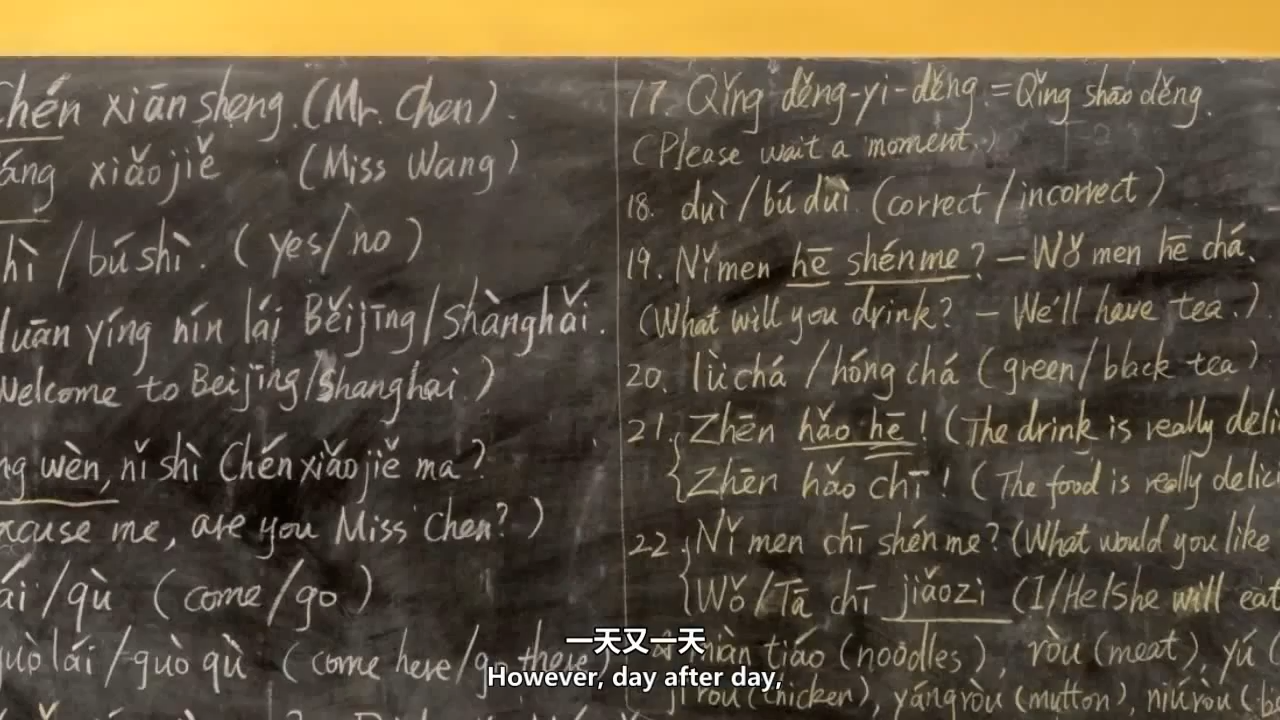 xiānsheng (Mr. Chen).
xiǎojiě (Miss Wang)
/búshì. (yes/no)
yíng nín lái Běijīng/Shànghǎi.
Welcome to Beijing/Shanghai.)
wèn, nǐ shì Chén xiǎojiě ma?
me, are you Miss Chen?)
/qù (come/go)
/guò qù (come here/go there)
17. Qǐng děng-yi-děng. = Qǐng shāo děng.
(Please wait a moment.)
18. duì/bú duì. (correct/incorrect)
19. Nǐmen hē shénme? — Wǒmen hē chá.
(What will you drink? — We'll have tea.)
20. lǜchá/hóng chá (green/black tea)
21. Zhēn hǎo hē! (The drink is really
Zhēn hǎo chī! (The food is really
22. Nǐmen chī shénme? (What would you like
Wǒ/Tā chī jiǎozi (I/He/She will eat
miàn tiáo (noodles), ròu (meat), yú (
jī ròu (chicken), yángròu (mutton), niúròu (
一天又一天
However, day after day,